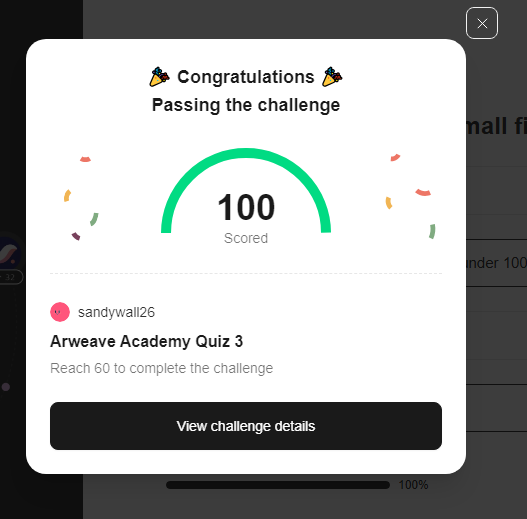 Congratulations
Passing the challenge
mall fi
100
Scored
under 100
32
sandywall26
Arweave Academy Quiz 3
Reach 60 to complete the challenge
View challenge details
100%